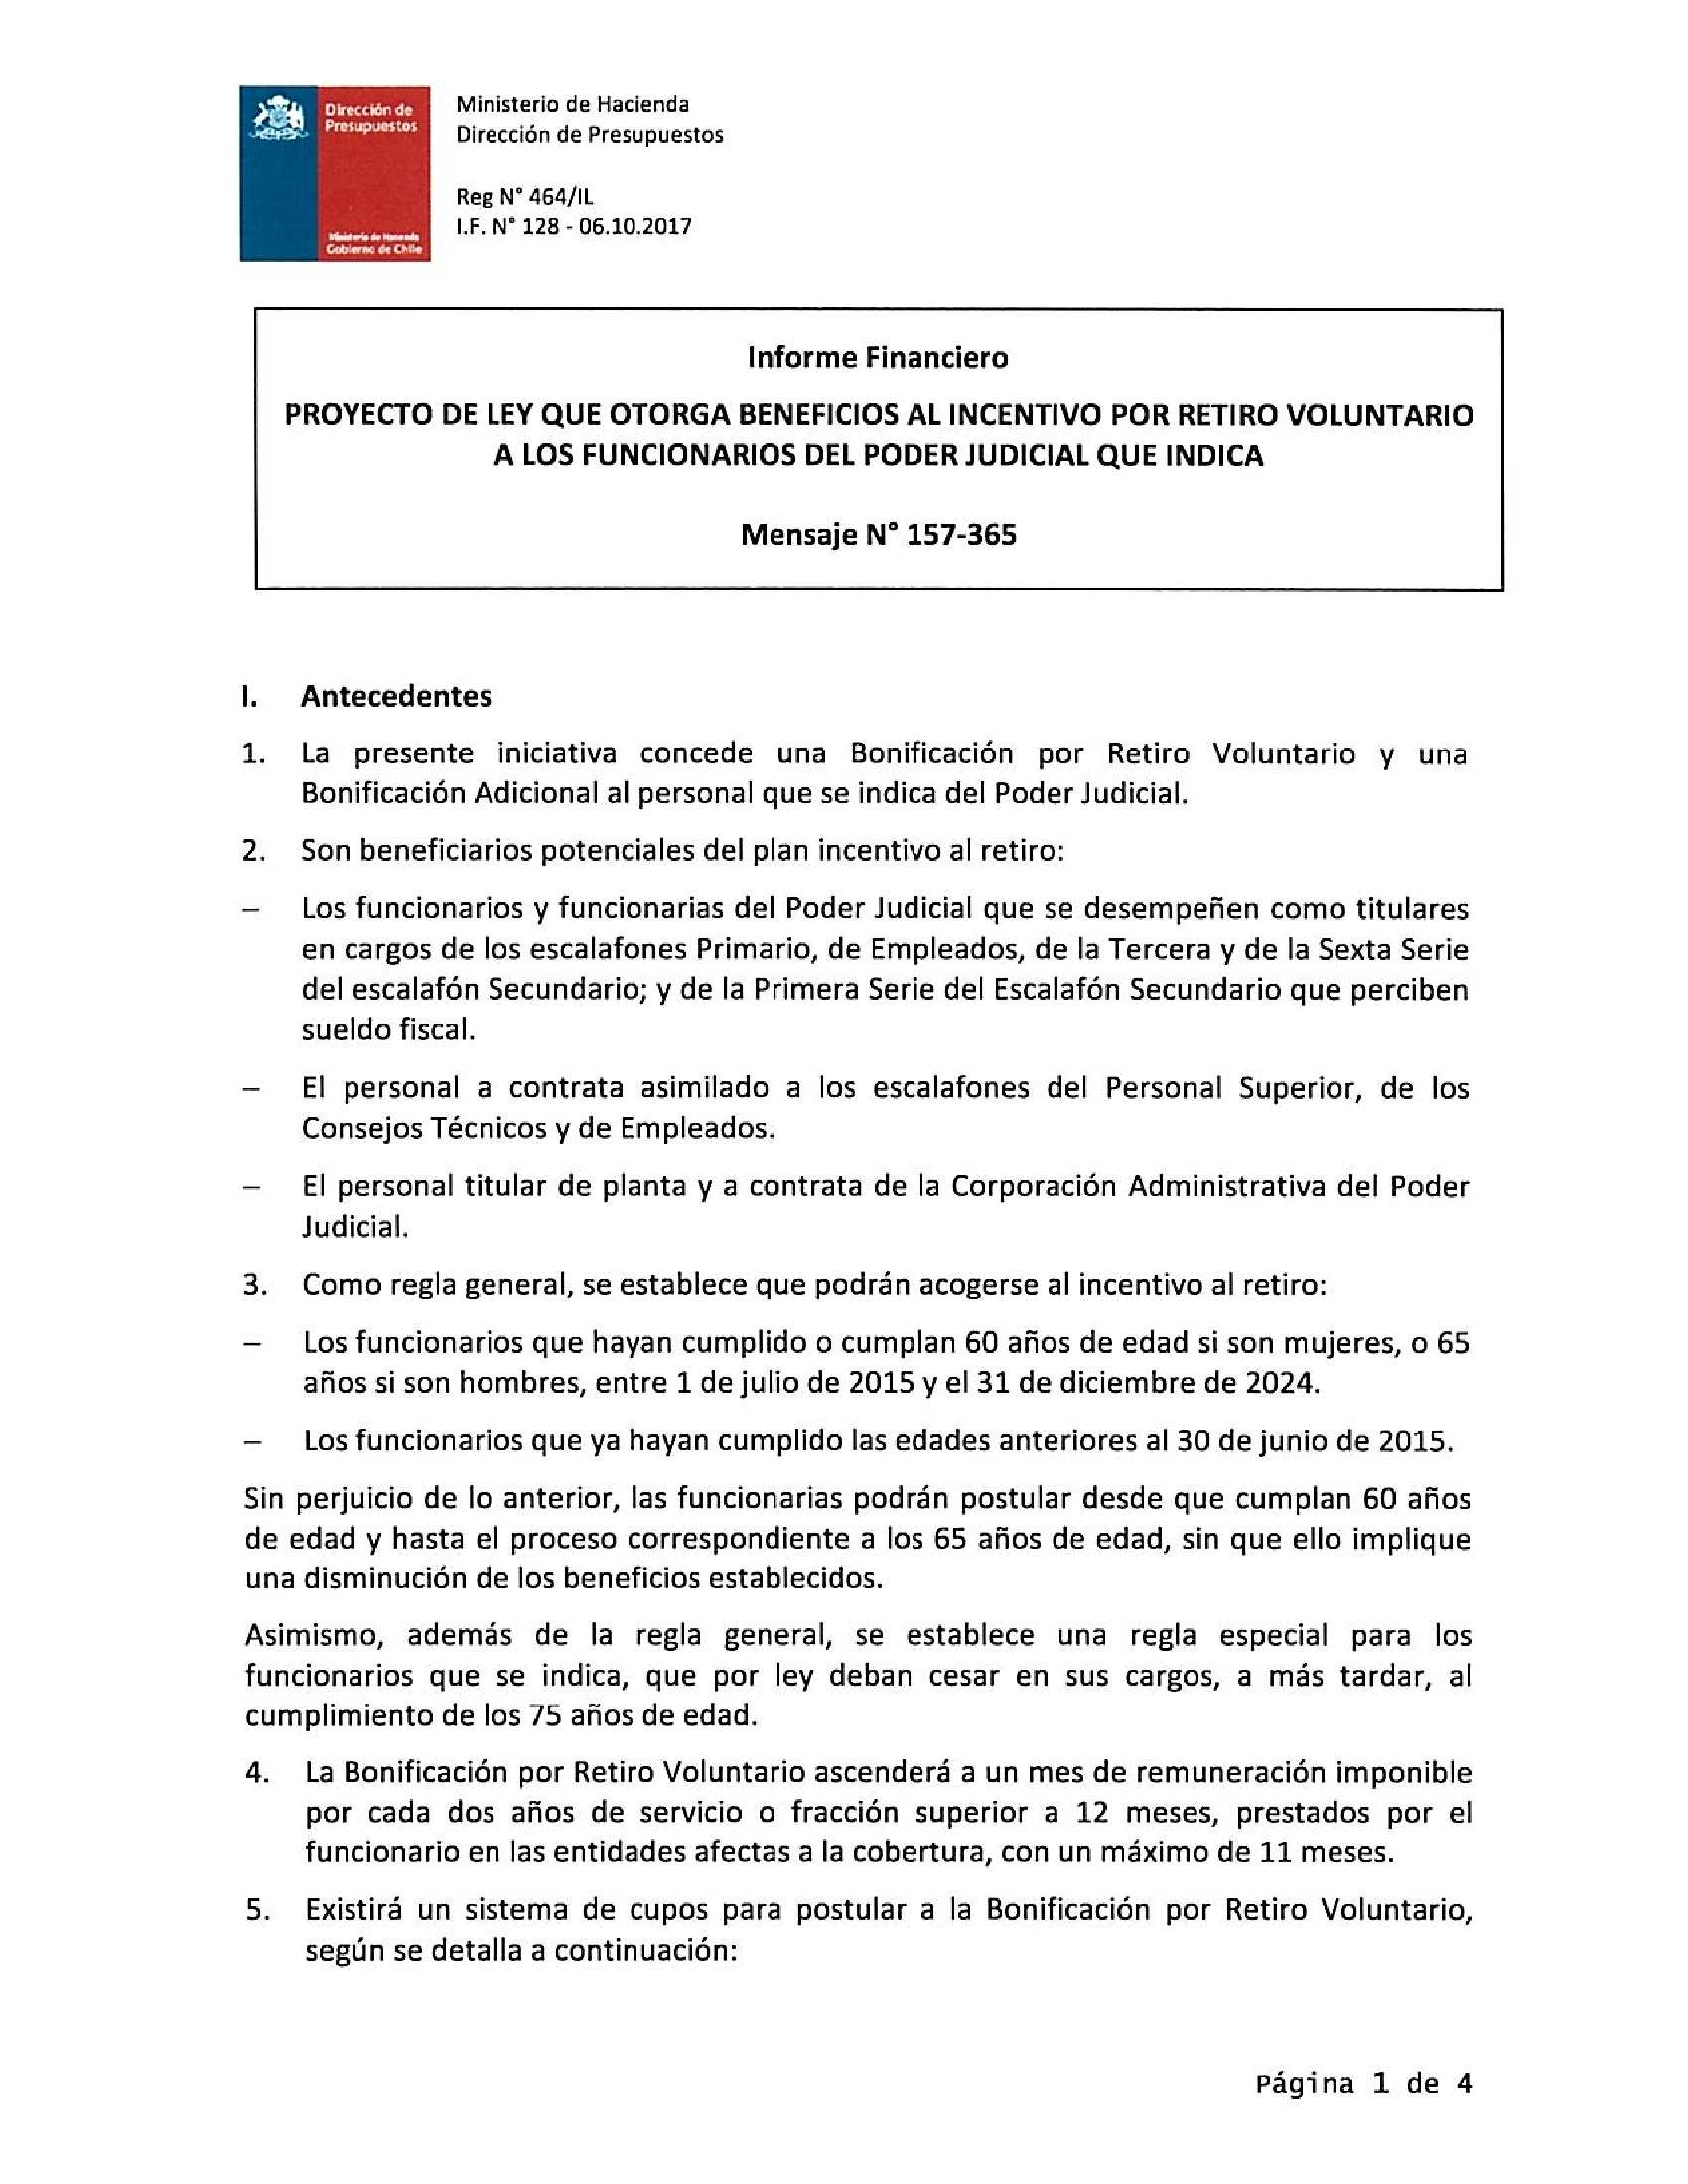 Dirección de
Presupuestos
Ministerio de Hacienda
Gobierno de Chile
Ministerio de Hacienda
Dirección de Presupuestos
Reg N° 464/IL
I.F. N° 128 - 06.10.2017
Informe Financiero
PROYECTO DE LEY QUE OTORGA BENEFICIOS AL INCENTIVO POR RETIRO VOLUNTARIO
A LOS FUNCIONARIOS DEL PODER JUDICIAL QUE INDICA
Mensaje N° 157-365
I. Antecedentes
1. La presente iniciativa concede una Bonificación por Retiro Voluntario y una
Bonificación Adicional al personal que se indica del Poder Judicial.
2. Son beneficiarios potenciales del plan incentivo al retiro:
– Los funcionarios y funcionarias del Poder Judicial que se desempeñen como titulares
en cargos de los escalafones Primario, de Empleados, de la Tercera y de la Sexta Serie
del escalafón Secundario; y de la Primera Serie del Escalafón Secundario que perciben
sueldo fiscal.
– El personal a contrata asimilado a los escalafones del Personal Superior, de los
Consejos Técnicos y de Empleados.
– El personal titular de planta y a contrata de la Corporación Administrativa del Poder
Judicial.
3. Como regla general, se establece que podrán acogerse al incentivo al retiro:
– Los funcionarios que hayan cumplido o cumplan 60 años de edad si son mujeres, o 65
años si son hombres, entre 1 de julio de 2015 y el 31 de diciembre de 2024.
– Los funcionarios que ya hayan cumplido las edades anteriores al 30 de junio de 2015.
Sin perjuicio de lo anterior, las funcionarias podrán postular desde que cumplan 60 años
de edad y hasta el proceso correspondiente a los 65 años de edad, sin que ello implique
una disminución de los beneficios establecidos.
Asimismo, además de la regla general, se establece una regla especial para los
funcionarios que se indica, que por ley deban cesar en sus cargos, a más tardar, al
cumplimiento de los 75 años de edad.
4. La Bonificación por Retiro Voluntario ascenderá a un mes de remuneración imponible
por cada dos años de servicio o fracción superior a 12 meses, prestados por el
funcionario en las entidades afectas a la cobertura, con un máximo de 11 meses.
5. Existirá un sistema de cupos para postular a la Bonificación por Retiro Voluntario,
según se detalla a continuación:
Página 1 de 4